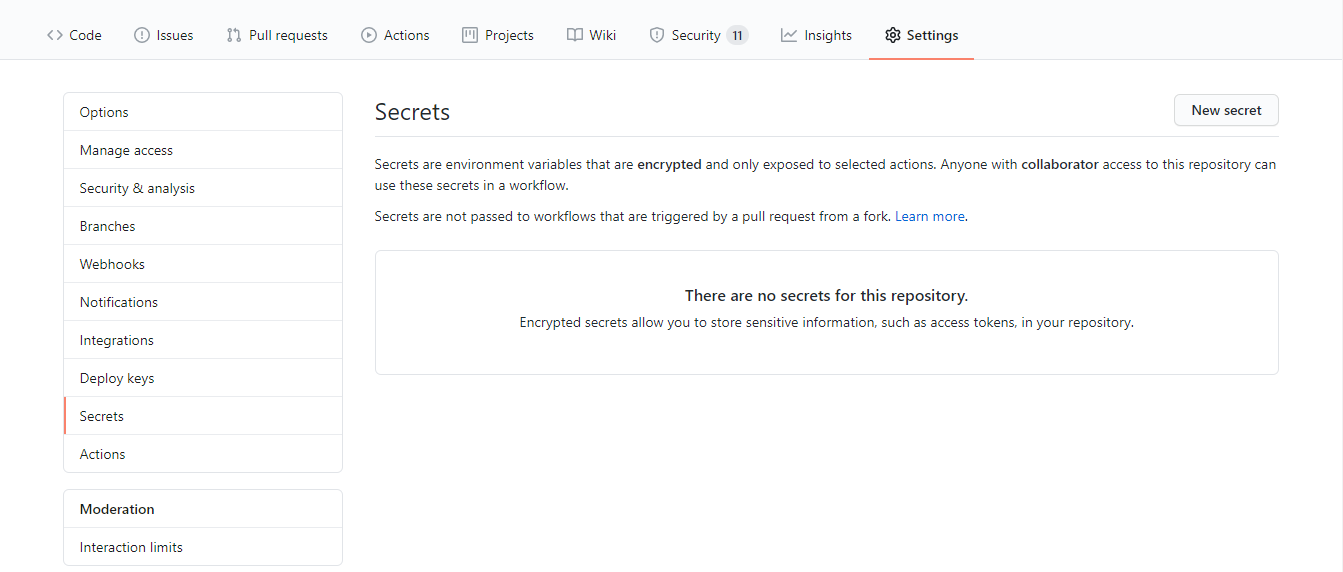 Code Issues Pull requests Actions Projects Wiki Security 11 Insights Settings
Options
Manage access
Security & analysis
Branches
Webhooks
Notifications
Integrations
Deploy keys
Secrets
Actions
Moderation
Interaction limits
Secrets
New secret
Secrets are environment variables that are encrypted and only exposed to selected actions. Anyone with collaborator access to this repository can
use these secrets in a workflow.
Secrets are not passed to workflows that are triggered by a pull request from a fork. Learn more.
There are no secrets for this repository.
Encrypted secrets allow you to store sensitive information, such as access tokens, in your repository.